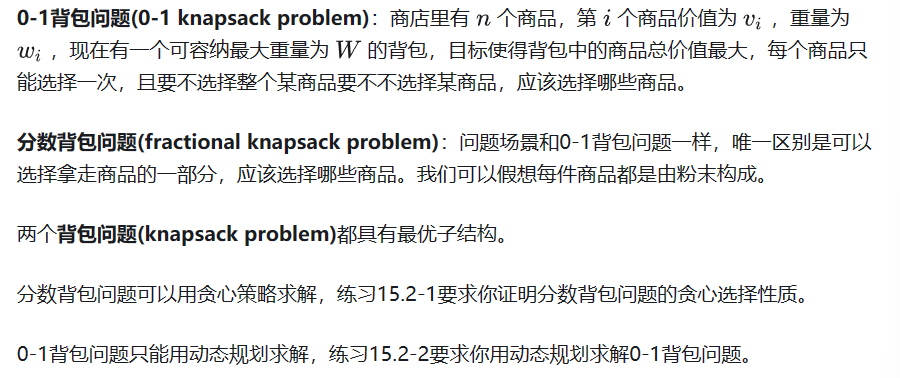 0-1背包问题(0-1 knapsack problem)：商店里有 n 个商品，第 i 个商品价值为 v_i ，重量为
w_i ，现在有一个可容纳最大重量为 W 的背包，目标使得背包中的商品总价值最大，每个商品只
能选择一次，且要不选择整个某商品要不不选择某商品，应该选择哪些商品。
分数背包问题(fractional knapsack problem)：问题场景和0-1背包问题一样，唯一区别是可以
选择拿走商品的一部分，应该选择哪些商品。我们可以假想每件商品都是由粉末构成。
两个背包问题(knapsack problem)都具有最优子结构。
分数背包问题可以用贪心策略求解，练习15.2-1要求你证明分数背包问题的贪心选择性质。
0-1背包问题只能用动态规划求解，练习15.2-2要求你用动态规划求解0-1背包问题。